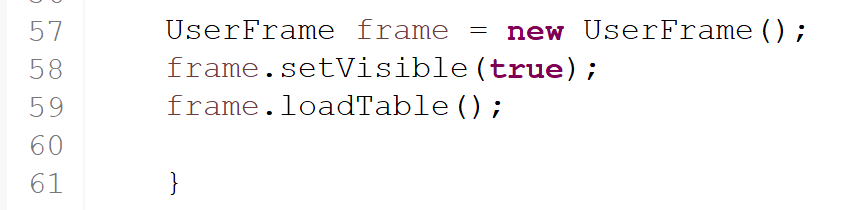 57 UserFrame frame = new UserFrame();
58 frame.setVisible(true);
59 frame.loadTable();
60
61 }